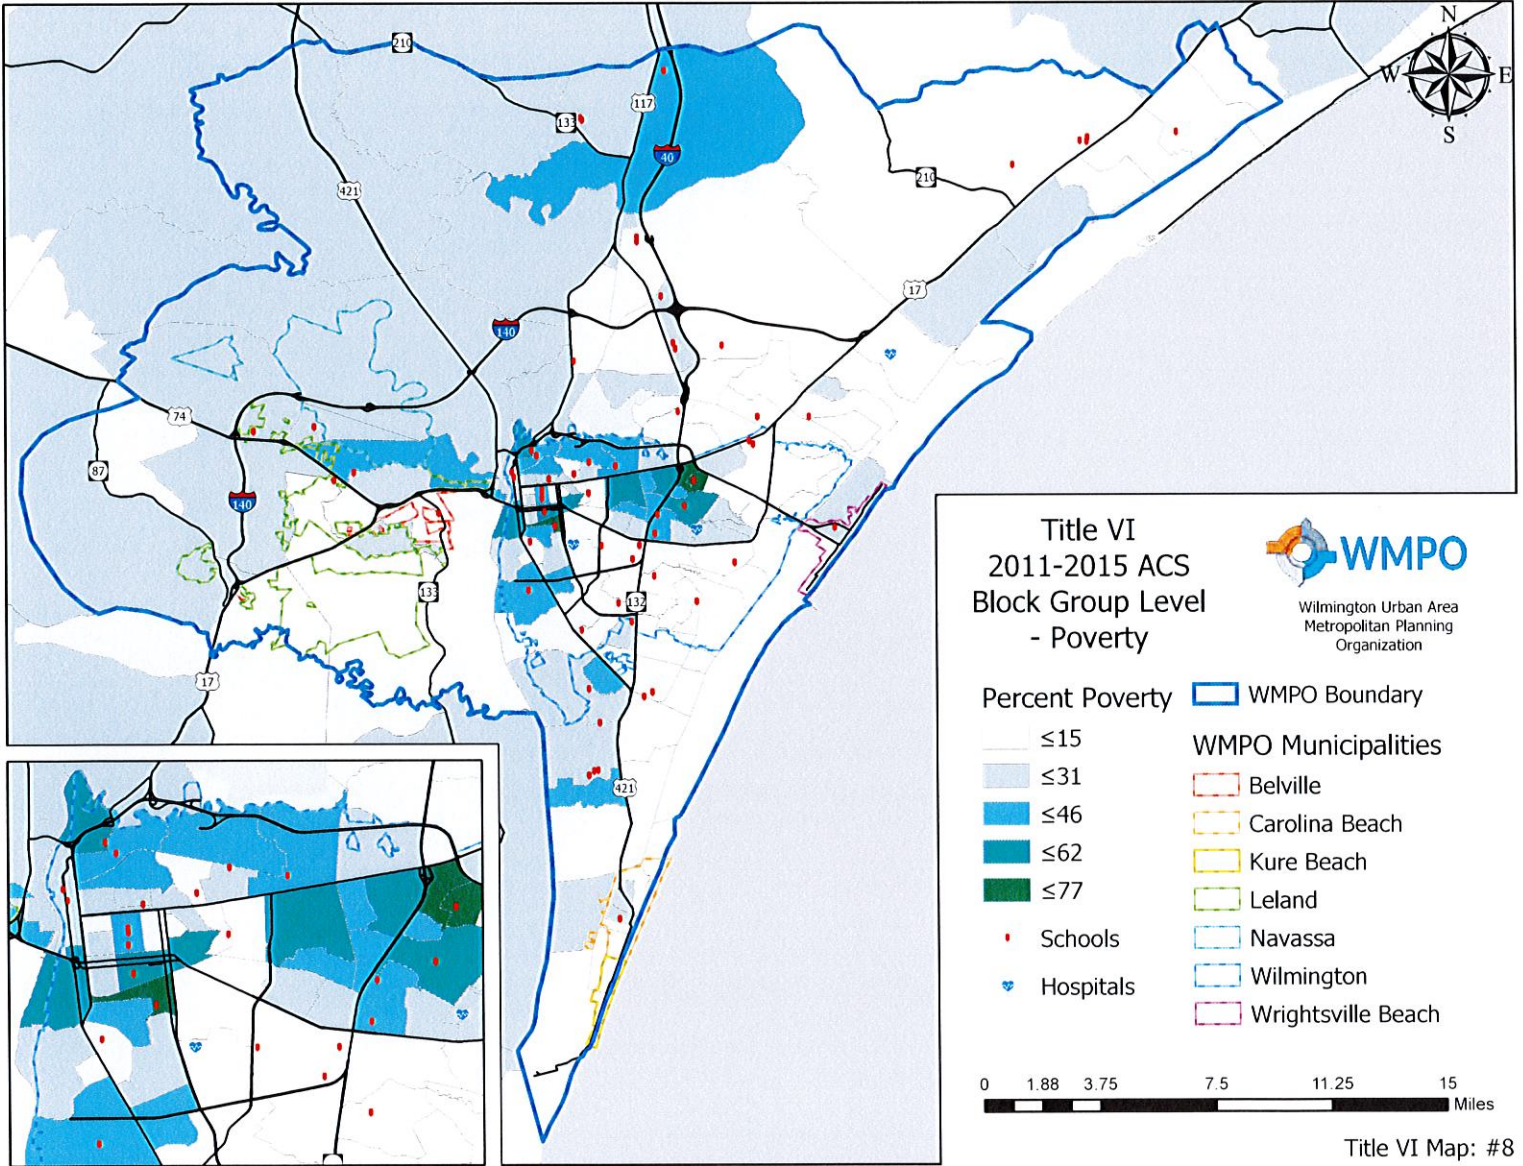 210
117
133
40
421
210
17
140
74
87
140
133
132
17
421
N
W
E
S
Title VI
2011-2015 ACS
Block Group Level
- Poverty
WMPO
Wilmington Urban Area
Metropolitan Planning
Organization
Percent Poverty
≤15
≤31
≤46
≤62
≤77
Schools
Hospitals
WMPO Boundary
WMPO Municipalities
Belville
Carolina Beach
Kure Beach
Leland
Navassa
Wilmington
Wrightsville Beach
0 1.88 3.75 7.5 11.25 15
Miles
Title VI Map: #8